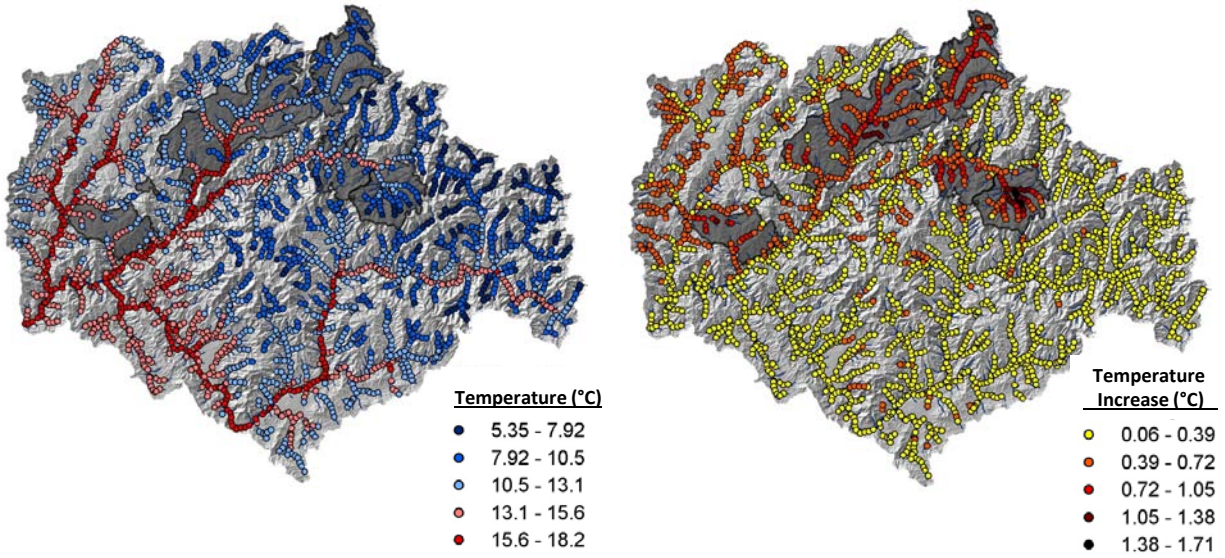 Temperature (°C)
5.35 - 7.92
7.92 - 10.5
10.5 - 13.1
13.1 - 15.6
15.6 - 18.2
Temperature
Increase (°C)
0.06 - 0.39
0.39 - 0.72
0.72 - 1.05
1.05 - 1.38
1.38 - 1.71